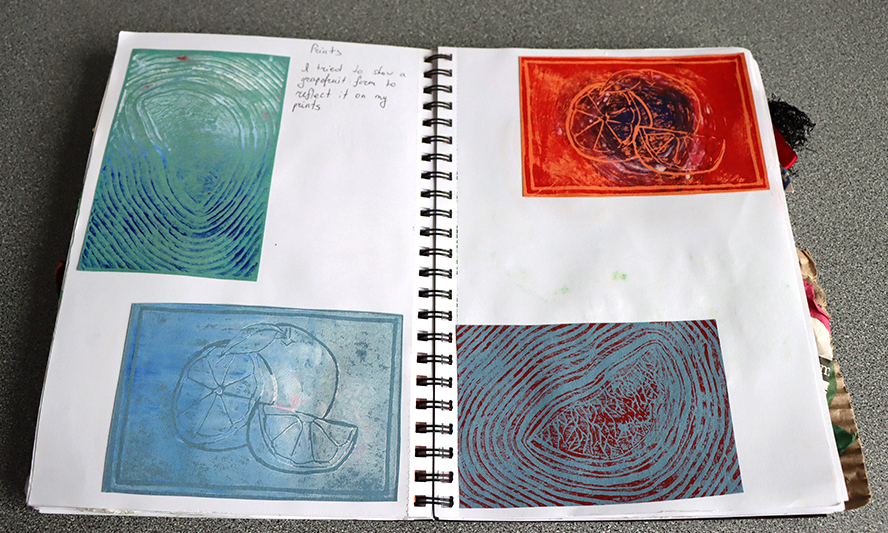 Prints
I tried to show a
grapefruit form to
reflect it on my
prints